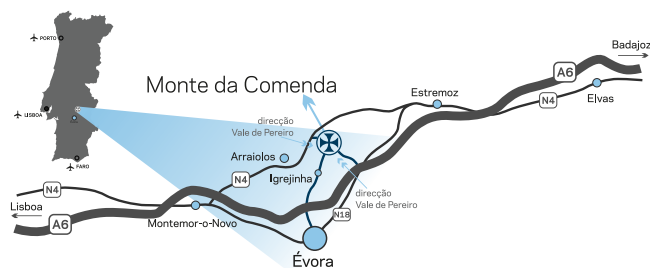 PORTO
LISBOA
FARO
Monte da Comenda
direcção
Vale de Pereiro
Arraiolos
Igrejinha
direcção
Vale de Pereiro
Estremoz
Badajoz
A6
N4
Elvas
N4
Lisboa
A6
N4
Montemor-o-Novo
N18
Évora